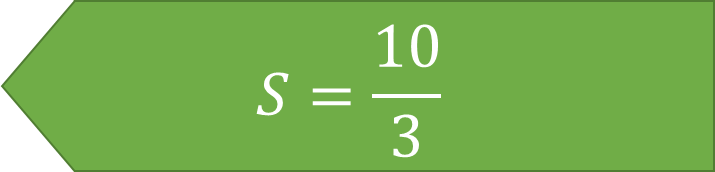 S = 10/3